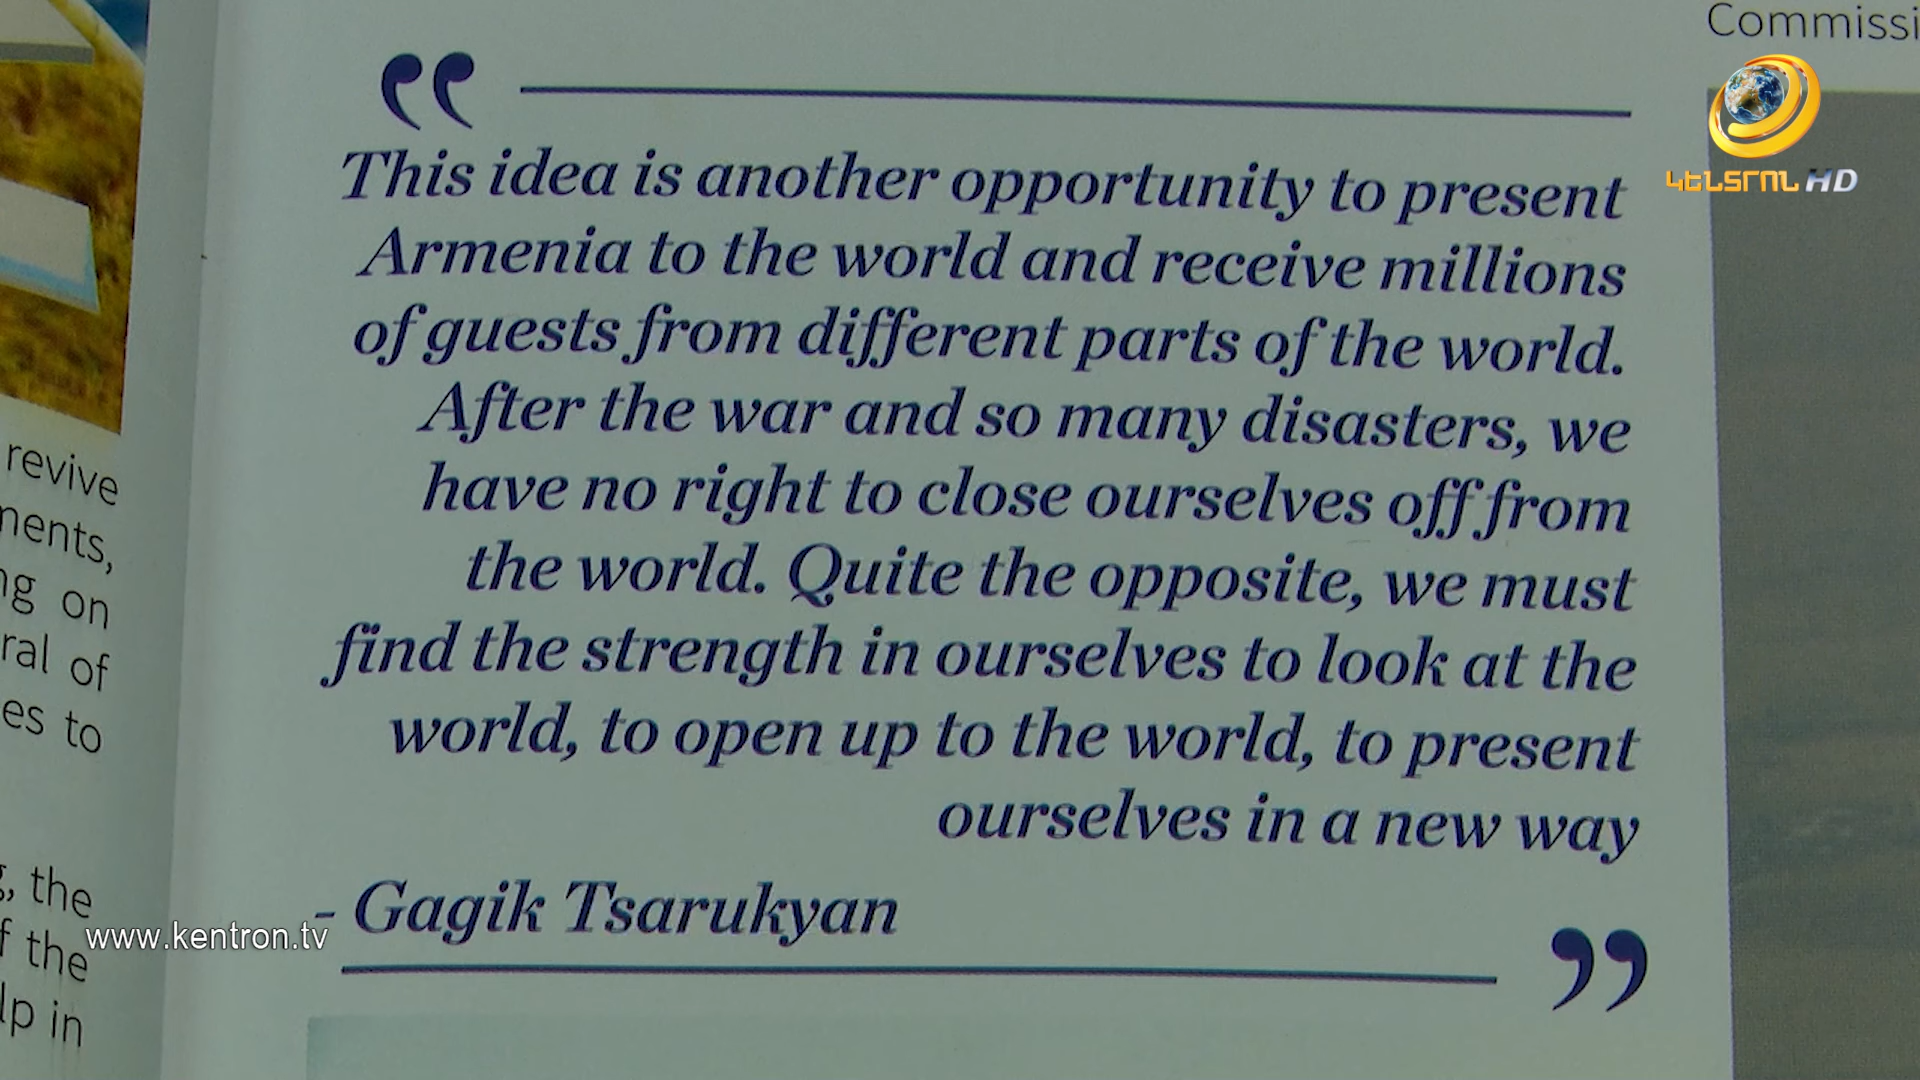 Commissi
ԿԵՆՏՐՈՆ HD
This idea is another opportunity to present
Armenia to the world and receive millions
of guests from different parts of the world.
After the war and so many disasters, we
have no right to close ourselves off from
the world. Quite the opposite, we must
find the strength in ourselves to look at the
world, to open up to the world, to present
ourselves in a new way
- Gagik Tsarukyan
revive
ments,
ng on
ral of
es to
, the
f the
lp in
www.kentron.tv